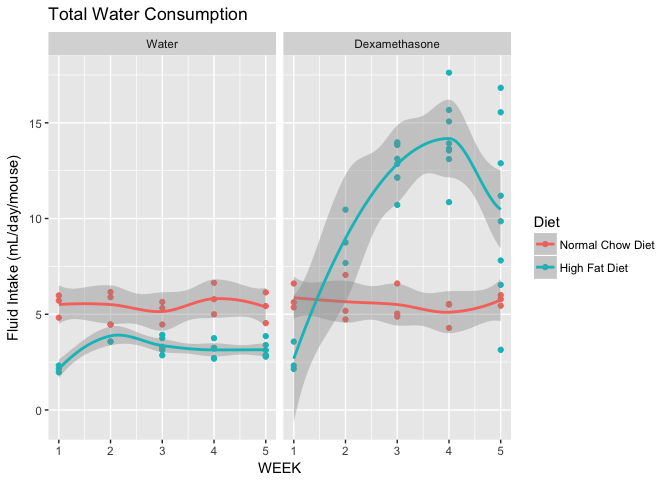 Total Water Consumption
Water
Dexamethasone
Fluid Intake (mL/day/mouse)
15
10
5
0
1 2 3 4 5
1 2 3 4 5
WEEK
Diet
Normal Chow Diet
High Fat Diet